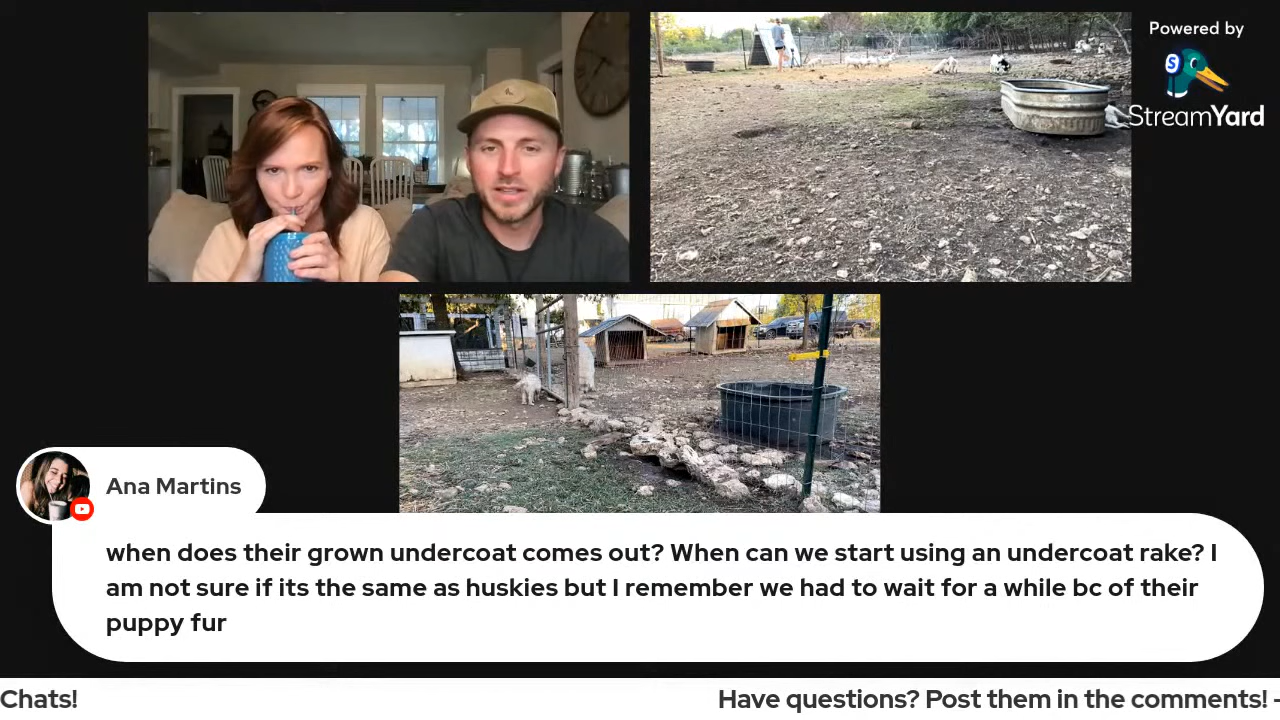 Powered by
StreamYard
Ana Martins
when does their grown undercoat comes out? When can we start using an undercoat rake? I
am not sure if its the same as huskies but I remember we had to wait for a while bc of their
puppy fur
Chats!
Have questions? Post them in the comments! -